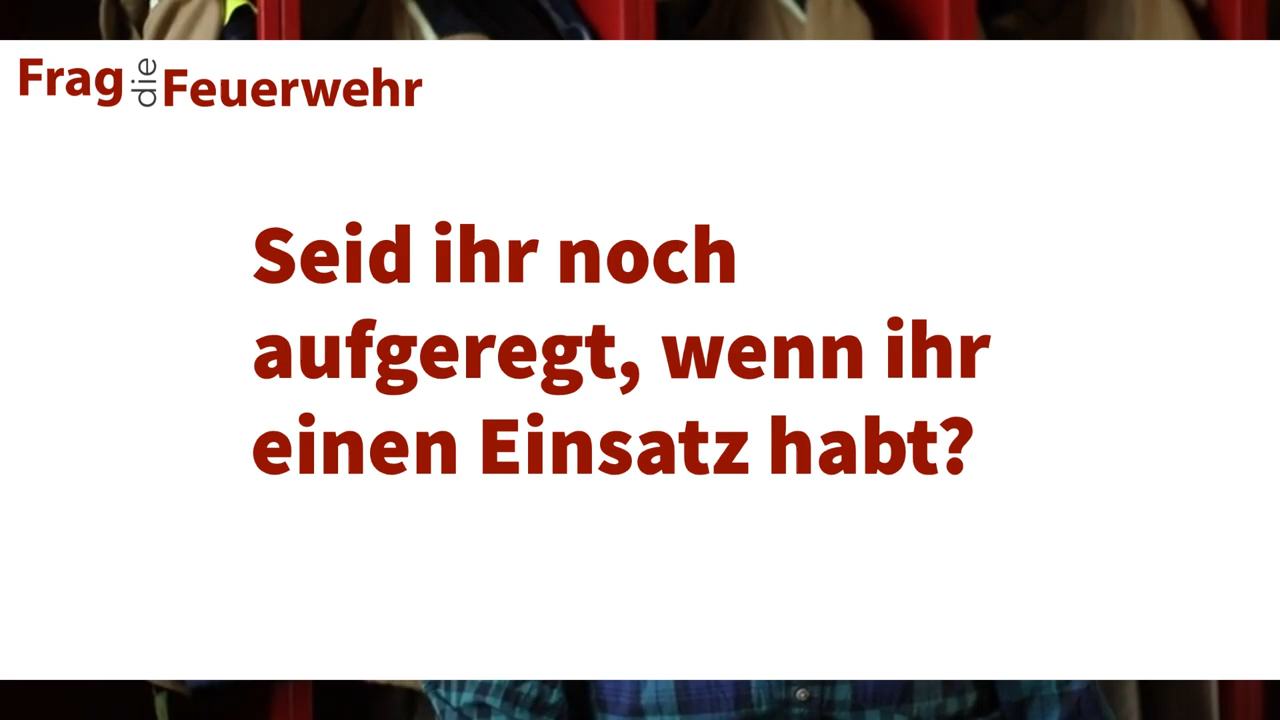 Frag die Feuerwehr
Seid ihr noch
aufgeregt, wenn ihr
einen Einsatz habt?